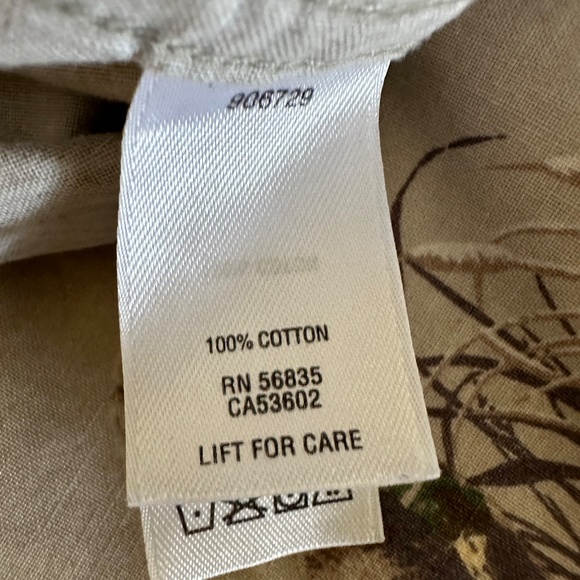 906729
100% COTTON
RN 56835
CA53602
LIFT FOR CARE